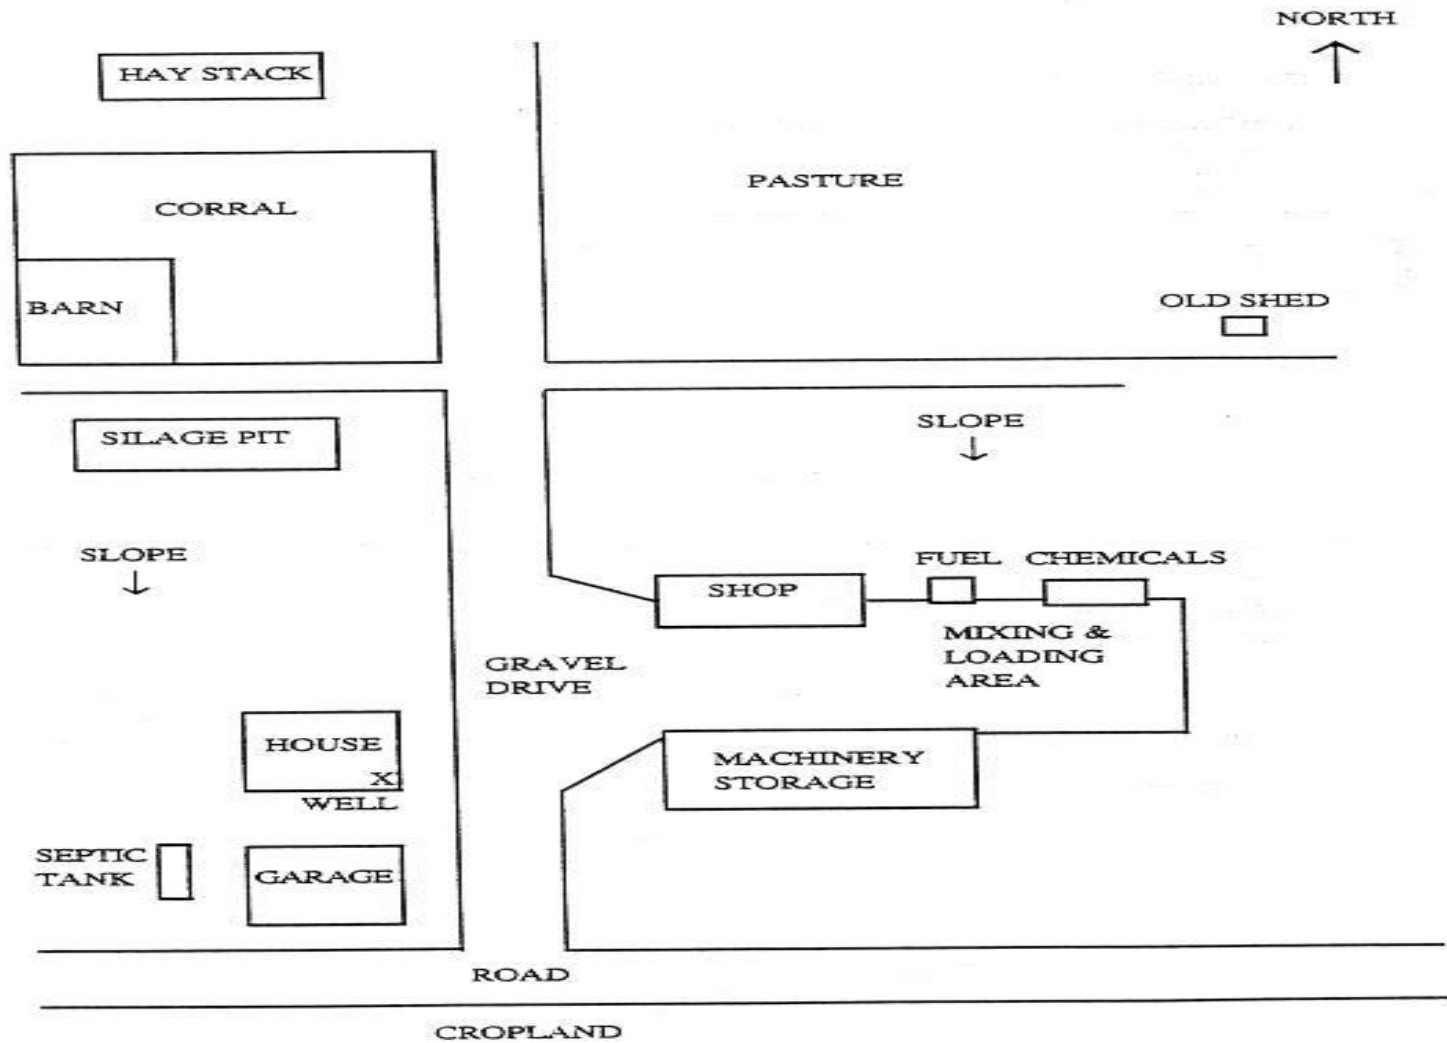 NORTH
HAY STACK
PASTURE
CORRAL
OLD SHED
BARN
SLOPE
SILAGE PIT
SLOPE
FUEL
CHEMICALS
SHOP
MIXING &
LOADING
AREA
GRAVEL
DRIVE
HOUSE
X
WELL
MACHINERY
STORAGE
SEPTIC
TANK
GARAGE
ROAD
CROPLAND